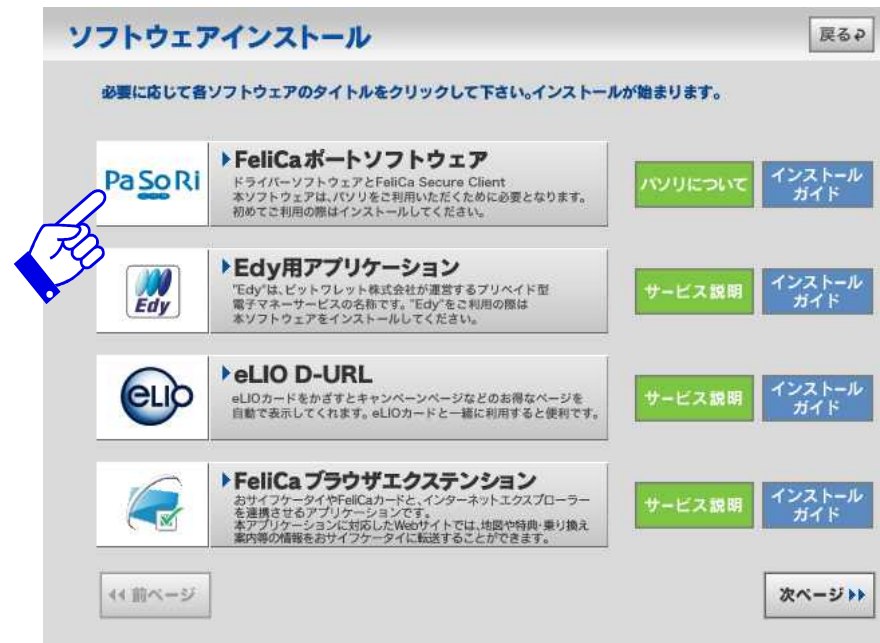 ソフトウェアインストール
戻る
必要に応じて各ソフトウェアのタイトルをクリックして下さい。インストールが始まります。
PaSoRi
FeliCaポートソフトウェア
ドライバーソフトウェアとFeliCa Secure Client
本ソフトウェアは、パソリをご利用いただくために必要となります。
初めてご利用の際はインストールしてください。
パソリについて
インストール
ガイド
Edy
Edy用アプリケーション
"Edy"は、ビットワレット株式会社が運営するプリペイド型
電子マネーサービスの名称です。"Edy"をご利用の際は
本ソフトウェアをインストールしてください。
サービス説明
インストール
ガイド
eLIO
eLIO D-URL
eLIOカードをかざすとキャンペーンページなどのお得なページを
自動で表示してくれます。eLIOカードと一緒に利用すると便利です。
サービス説明
インストール
ガイド
FeliCaブラウザエクステンション
おサイフケータイやFeliCaカードと、インターネットエクスプローラー
を連携させるアプリケーションです。
本アプリケーションに対応したWebサイトでは、地図や特典・乗り換え
案内等の情報をおサイフケータイに転送することができます。
サービス説明
インストール
ガイド
前ページ
次ページ